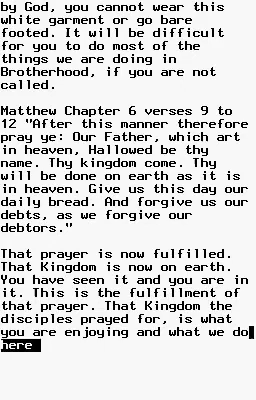 by God, you cannot wear this
white garment or go bare
footed. It will be difficult
for you to do most of the
things we are doing in
Brotherhood, if you are not
called.
Matthew Chapter 6 verses 9 to
12 "After this manner therefore
pray ye: Our Father, which art
in heaven, Hallowed be thy
name. Thy kingdom come. Thy
will be done on earth as it is
in heaven. Give us this day our
daily bread. And forgive us our
debts, as we forgive our
debtors."
That prayer is now fulfilled.
That Kingdom is now on earth.
You have seen it and you are in
it. This is the fulfillment of
that prayer. That Kingdom the
disciples prayed for, is what
you are enjoying and what we do
here